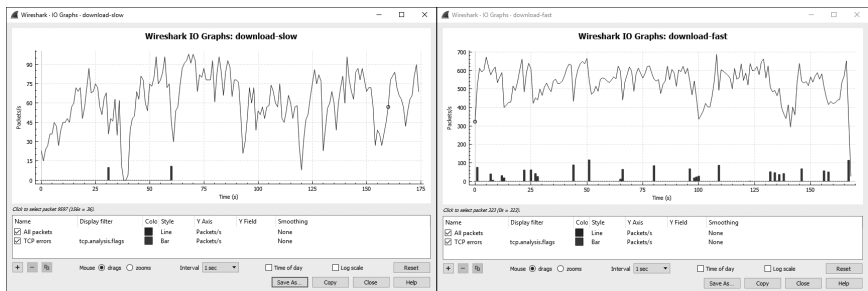 Wireshark · IO Graphs · download-slow
Wireshark IO Graphs: download-slow
Packets/s
90
75
60
45
30
15
0
0 25 50 75 100 125 150 175
Time (s)
Click to select packet 9597 (156s = 36).
Name Display filter Colo Style Y Axis Y Field Smoothing
All packets Line Packets/s None
TCP errors tcp.analysis.flags Bar Packets/s None
+ −
Mouse drags zooms Interval 1 sec Time of day Log scale Reset
Save As... Copy Close Help
Wireshark · IO Graphs · download-fast
Wireshark IO Graphs: download-fast
Packets/s
700
600
500
400
300
200
100
0
0 25 50 75 100 125 150
Time (s)
Click to select packet 323 (0s = 322).
Name Display filter Colo Style Y Axis Y Field Smoothing
All packets Line Packets/s None
TCP errors tcp.analysis.flags Bar Packets/s None
+ −
Mouse drags zooms Interval 1 sec Time of day Log scale Reset
Save As... Copy Close Help